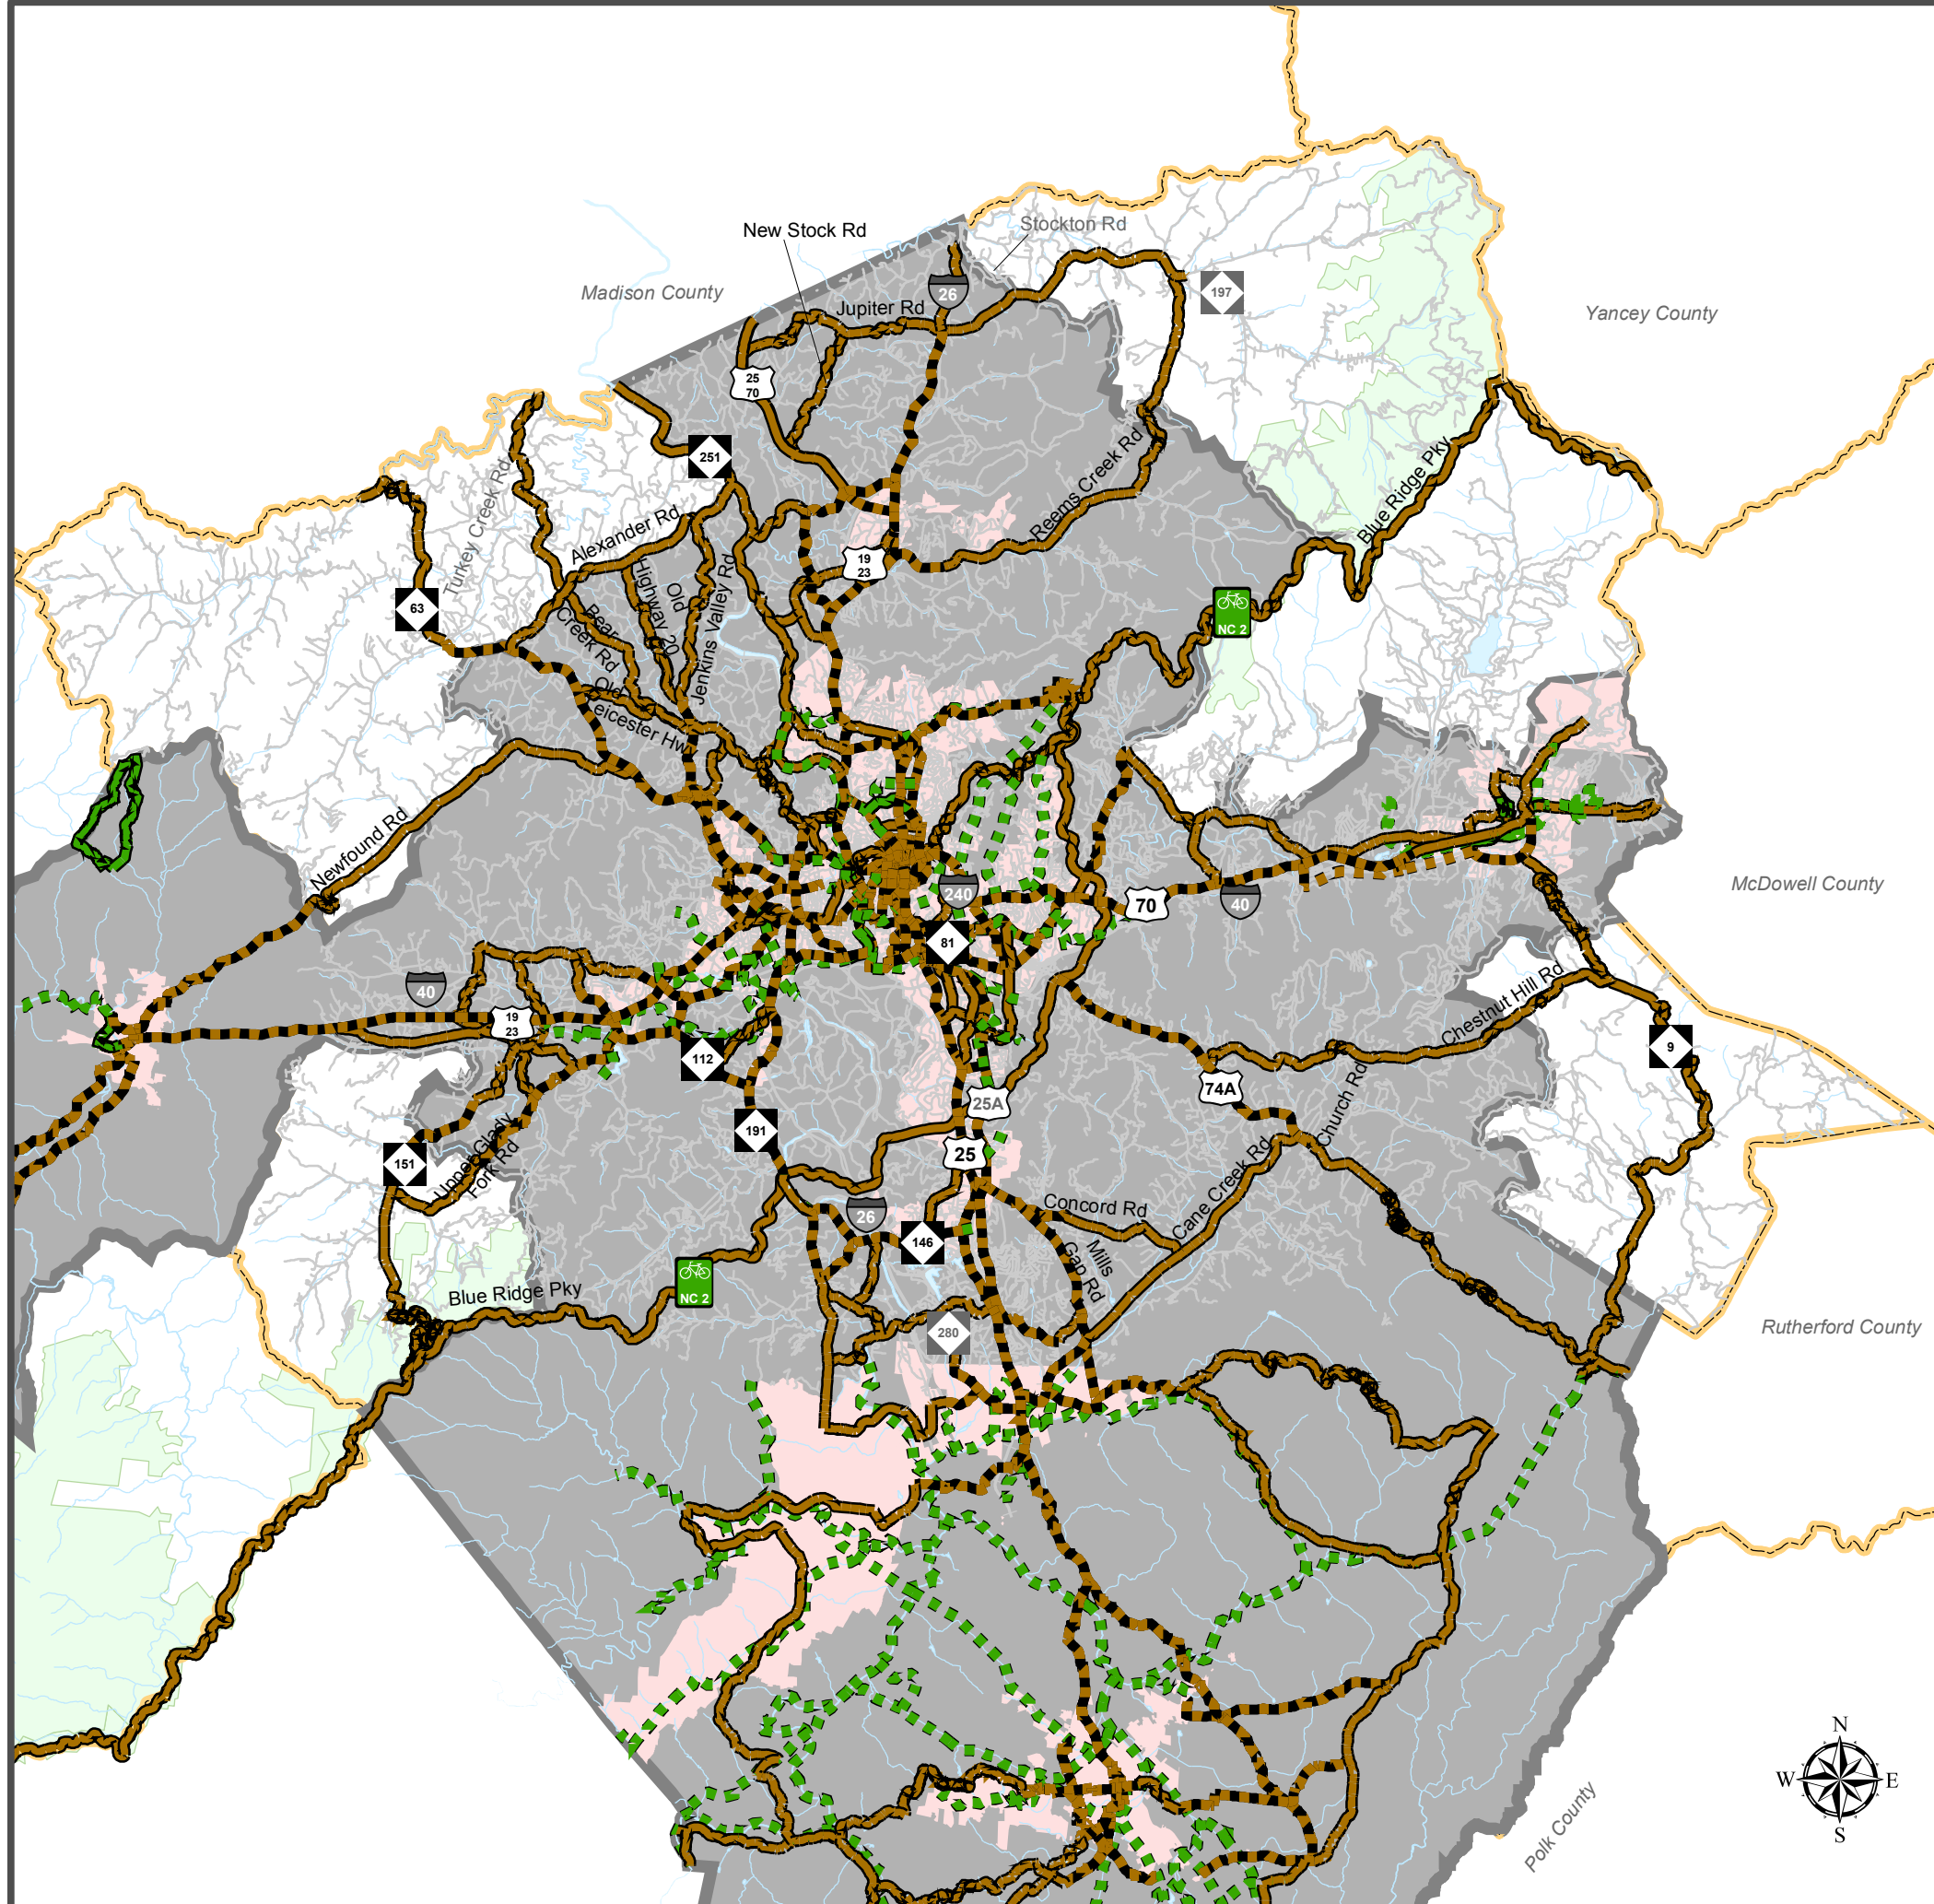 New Stock Rd
Stockton Rd
Madison County
26
197
Jupiter Rd
Yancey County
25
70
251
Turkey Creek Rd
Alexander Rd
Reems Creek Rd
Blue Ridge Pky
19
23
63
Old
Highway 20
Jenkins Valley Rd
Bear
Creek Rd
NC 2
Old
Leicester Hwy
Newfound Rd
240
70
40
McDowell County
81
40
19
23
Chestnut Hill Rd
9
112
74A
25A
Church Rd
191
25
151
Upper Glady
Fork Rd
Cane Creek Rd
Concord Rd
26
146
Mills
Gap Rd
NC 2
Blue Ridge Pky
280
Rutherford County
N
W
E
S
Polk County